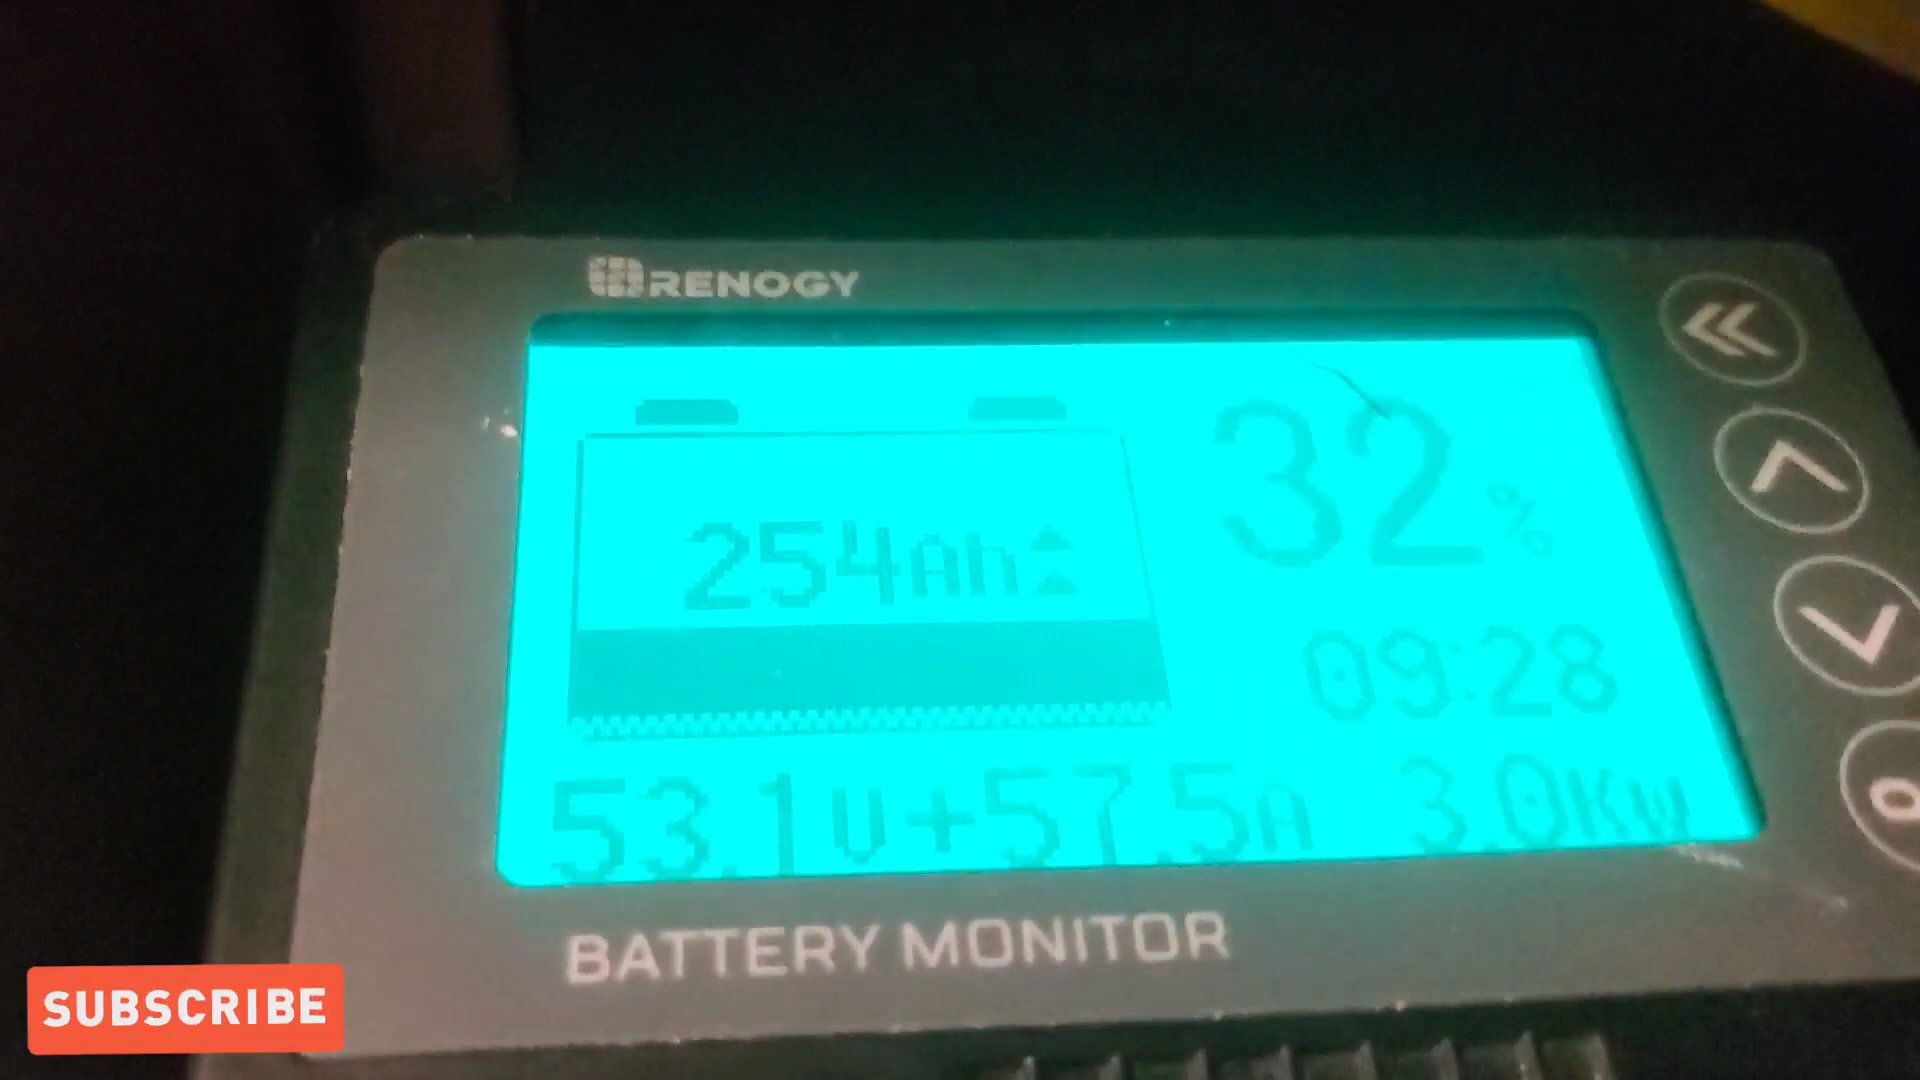 RENOGY
32%
254Ah
09:28
53.1V+57.5A 3.0Kw
BATTERY MONITOR
SUBSCRIBE